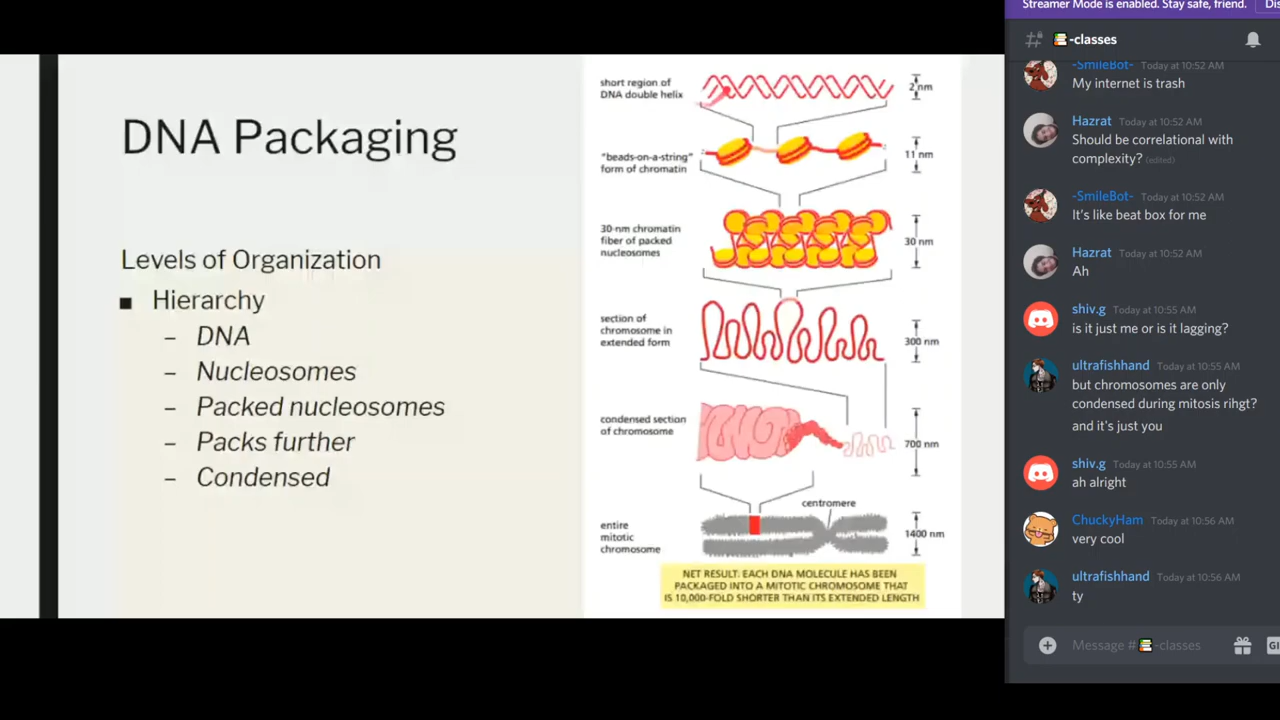 DNA Packaging
Levels of Organization
■ Hierarchy
– DNA
– Nucleosomes
– Packed nucleosomes
– Packs further
– Condensed
short region of
DNA double helix
2 nm
"beads-on-a-string"
form of chromatin
11 nm
30-nm chromatin
fiber of packed
nucleosomes
30 nm
section of
chromosome in
extended form
300 nm
condensed section
of chromosome
700 nm
centromere
entire
mitotic
chromosome
1400 nm
NET RESULT: EACH DNA MOLECULE HAS BEEN
PACKAGED INTO A MITOTIC CHROMOSOME THAT
IS 10,000-FOLD SHORTER THAN ITS EXTENDED LENGTH
Streamer Mode is enabled. Stay safe, friend. Dis
-classes
-SmileBot- Today at 10:52 AM
My internet is trash
Hazrat Today at 10:52 AM
Should be correlational with
complexity? (edited)
-SmileBot- Today at 10:52 AM
It's like beat box for me
Hazrat Today at 10:52 AM
Ah
shiv.g Today at 10:55 AM
is it just me or is it lagging?
ultrafishhand Today at 10:55 AM
but chromosomes are only
condensed during mitosis rihgt?
and it's just you
shiv.g Today at 10:55 AM
ah alright
ChuckyHam Today at 10:56 AM
very cool
ultrafishhand Today at 10:56 AM
ty
Message #📚-classes
GI